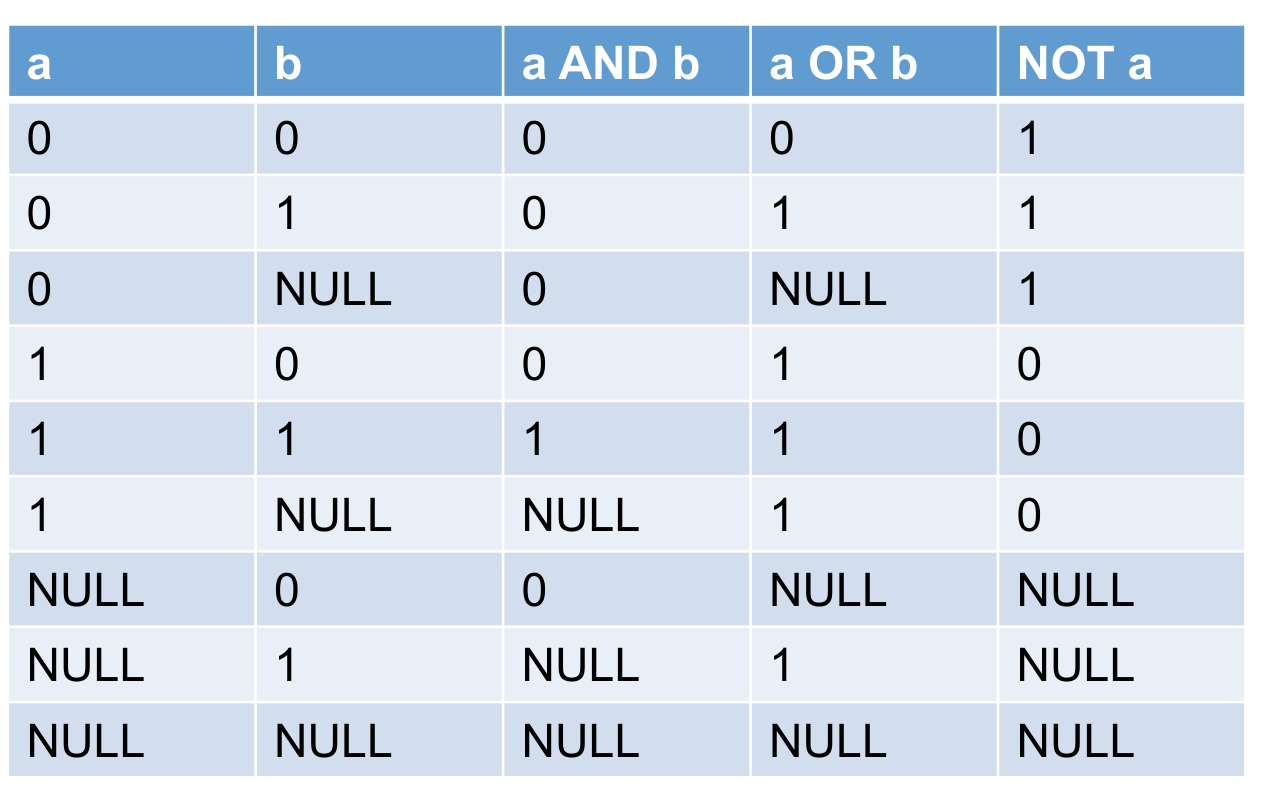 a b a AND b a OR b NOT a
0 0 0 0 1
0 1 0 1 1
0 NULL 0 NULL 1
1 0 0 1 0
1 1 1 1 0
1 NULL NULL 1 0
NULL 0 0 NULL NULL
NULL 1 NULL 1 NULL
NULL NULL NULL NULL NULL